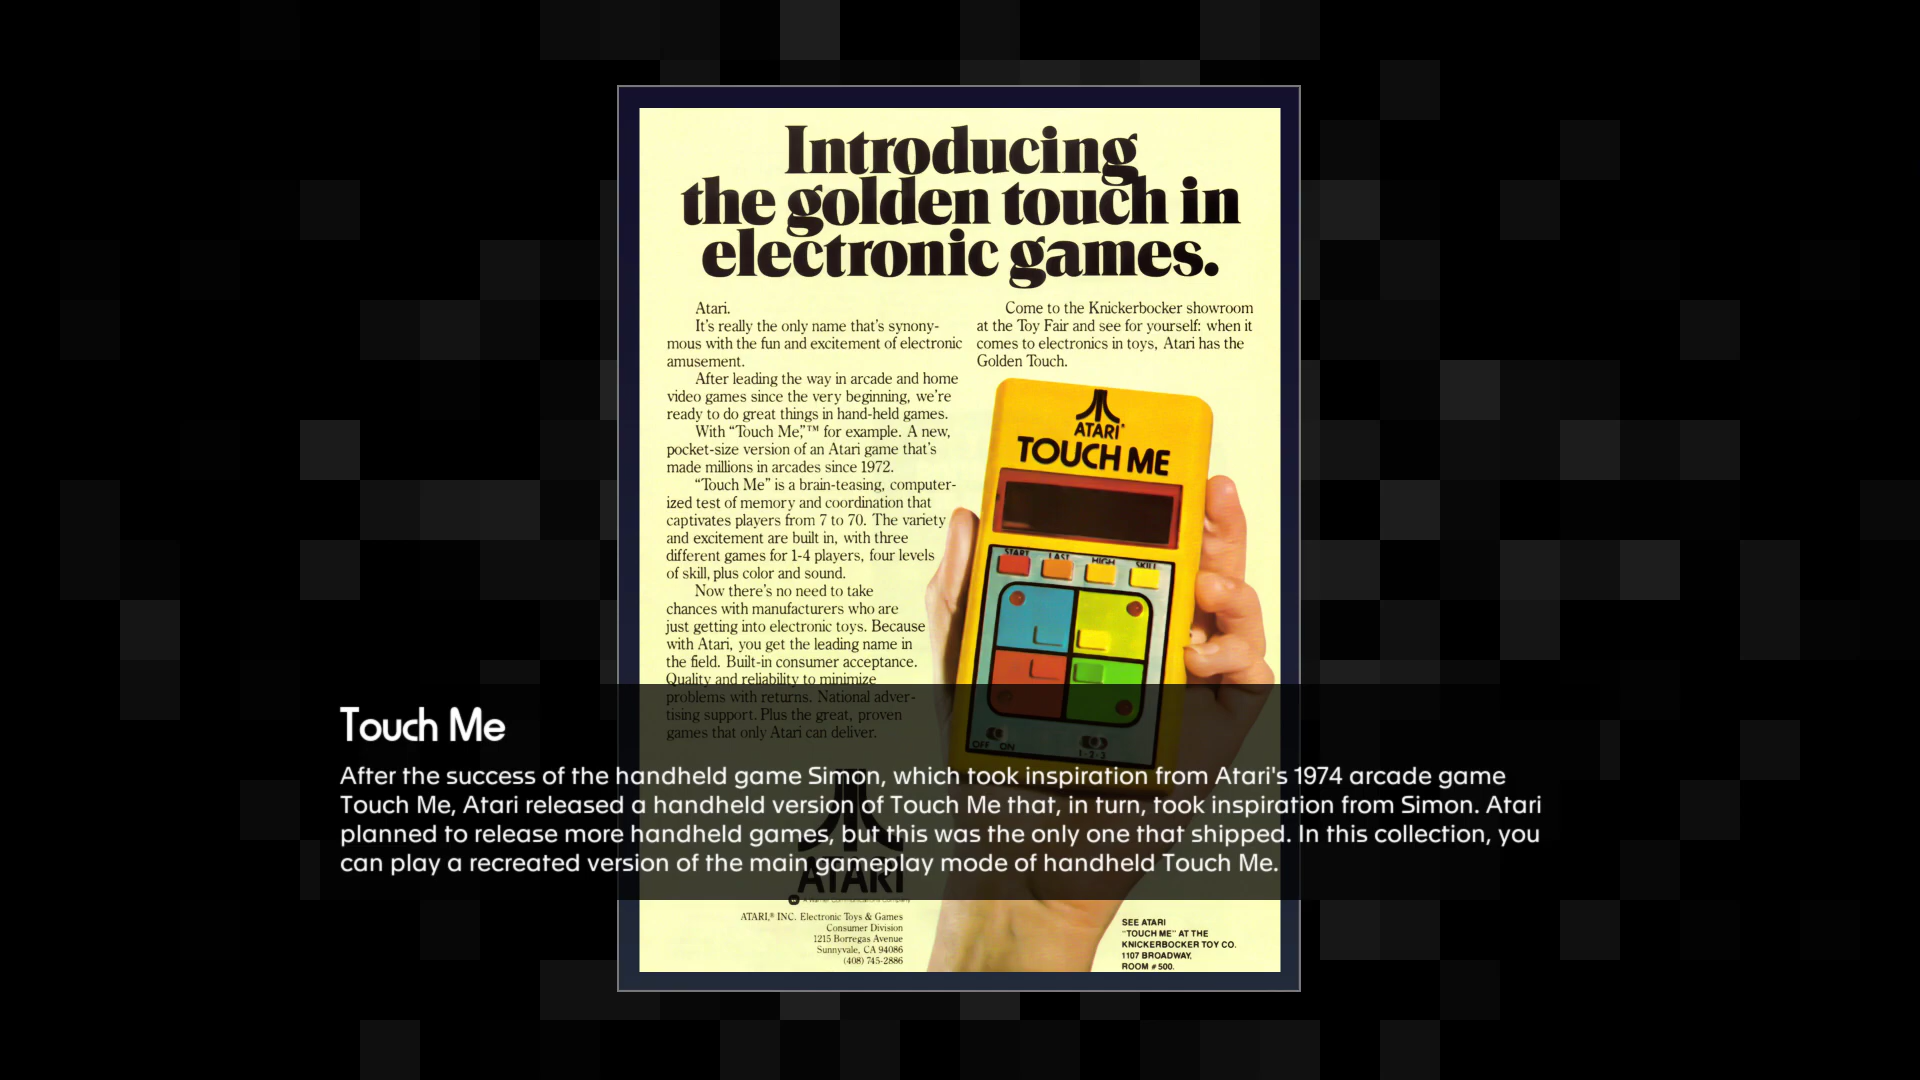 Introducing
the golden touch in
electronic games.
Atari.
It's really the only name that's synony-
mous with the fun and excitement of electronic
amusement.
After leading the way in arcade and home
video games since the very beginning, we're
ready to do great things in hand-held games.
With “Touch Me,”™ for example. A new,
pocket-size version of an Atari game that's
made millions in arcades since 1972.
“Touch Me” is a brain-teasing, computer-
ized test of memory and coordination that
captivates players from 7 to 70. The variety
and excitement are built in, with three
different games for 1-4 players, four levels
of skill, plus color and sound.
Now there's no need to take
chances with manufacturers who are
just getting into electronic toys. Because
with Atari, you get the leading name in
the field. Built-in consumer acceptance.
Quality and reliability to minimize
problems with returns. National adver-
tising support. Plus the great, proven
games that only Atari can deliver.
Come to the Knickerbocker showroom
at the Toy Fair and see for yourself: when it
comes to electronics in toys, Atari has the
Golden Touch.
ATARI®
TOUCH ME
START LAST HIGH SKILL
OFF ON 1-2-3
Touch Me
After the success of the handheld game Simon, which took inspiration from Atari's 1974 arcade game
Touch Me, Atari released a handheld version of Touch Me that, in turn, took inspiration from Simon. Atari
planned to release more handheld games, but this was the only one that shipped. In this collection, you
can play a recreated version of the main gameplay mode of handheld Touch Me.
ATARI
A Warner Communications Company
ATARI,® INC. Electronic Toys & Games
Consumer Division
1215 Borregas Avenue
Sunnyvale, CA 94086
(408) 745-2886
SEE ATARI
“TOUCH ME” AT THE
KNICKERBOCKER TOY CO.
1107 BROADWAY,
ROOM #500.